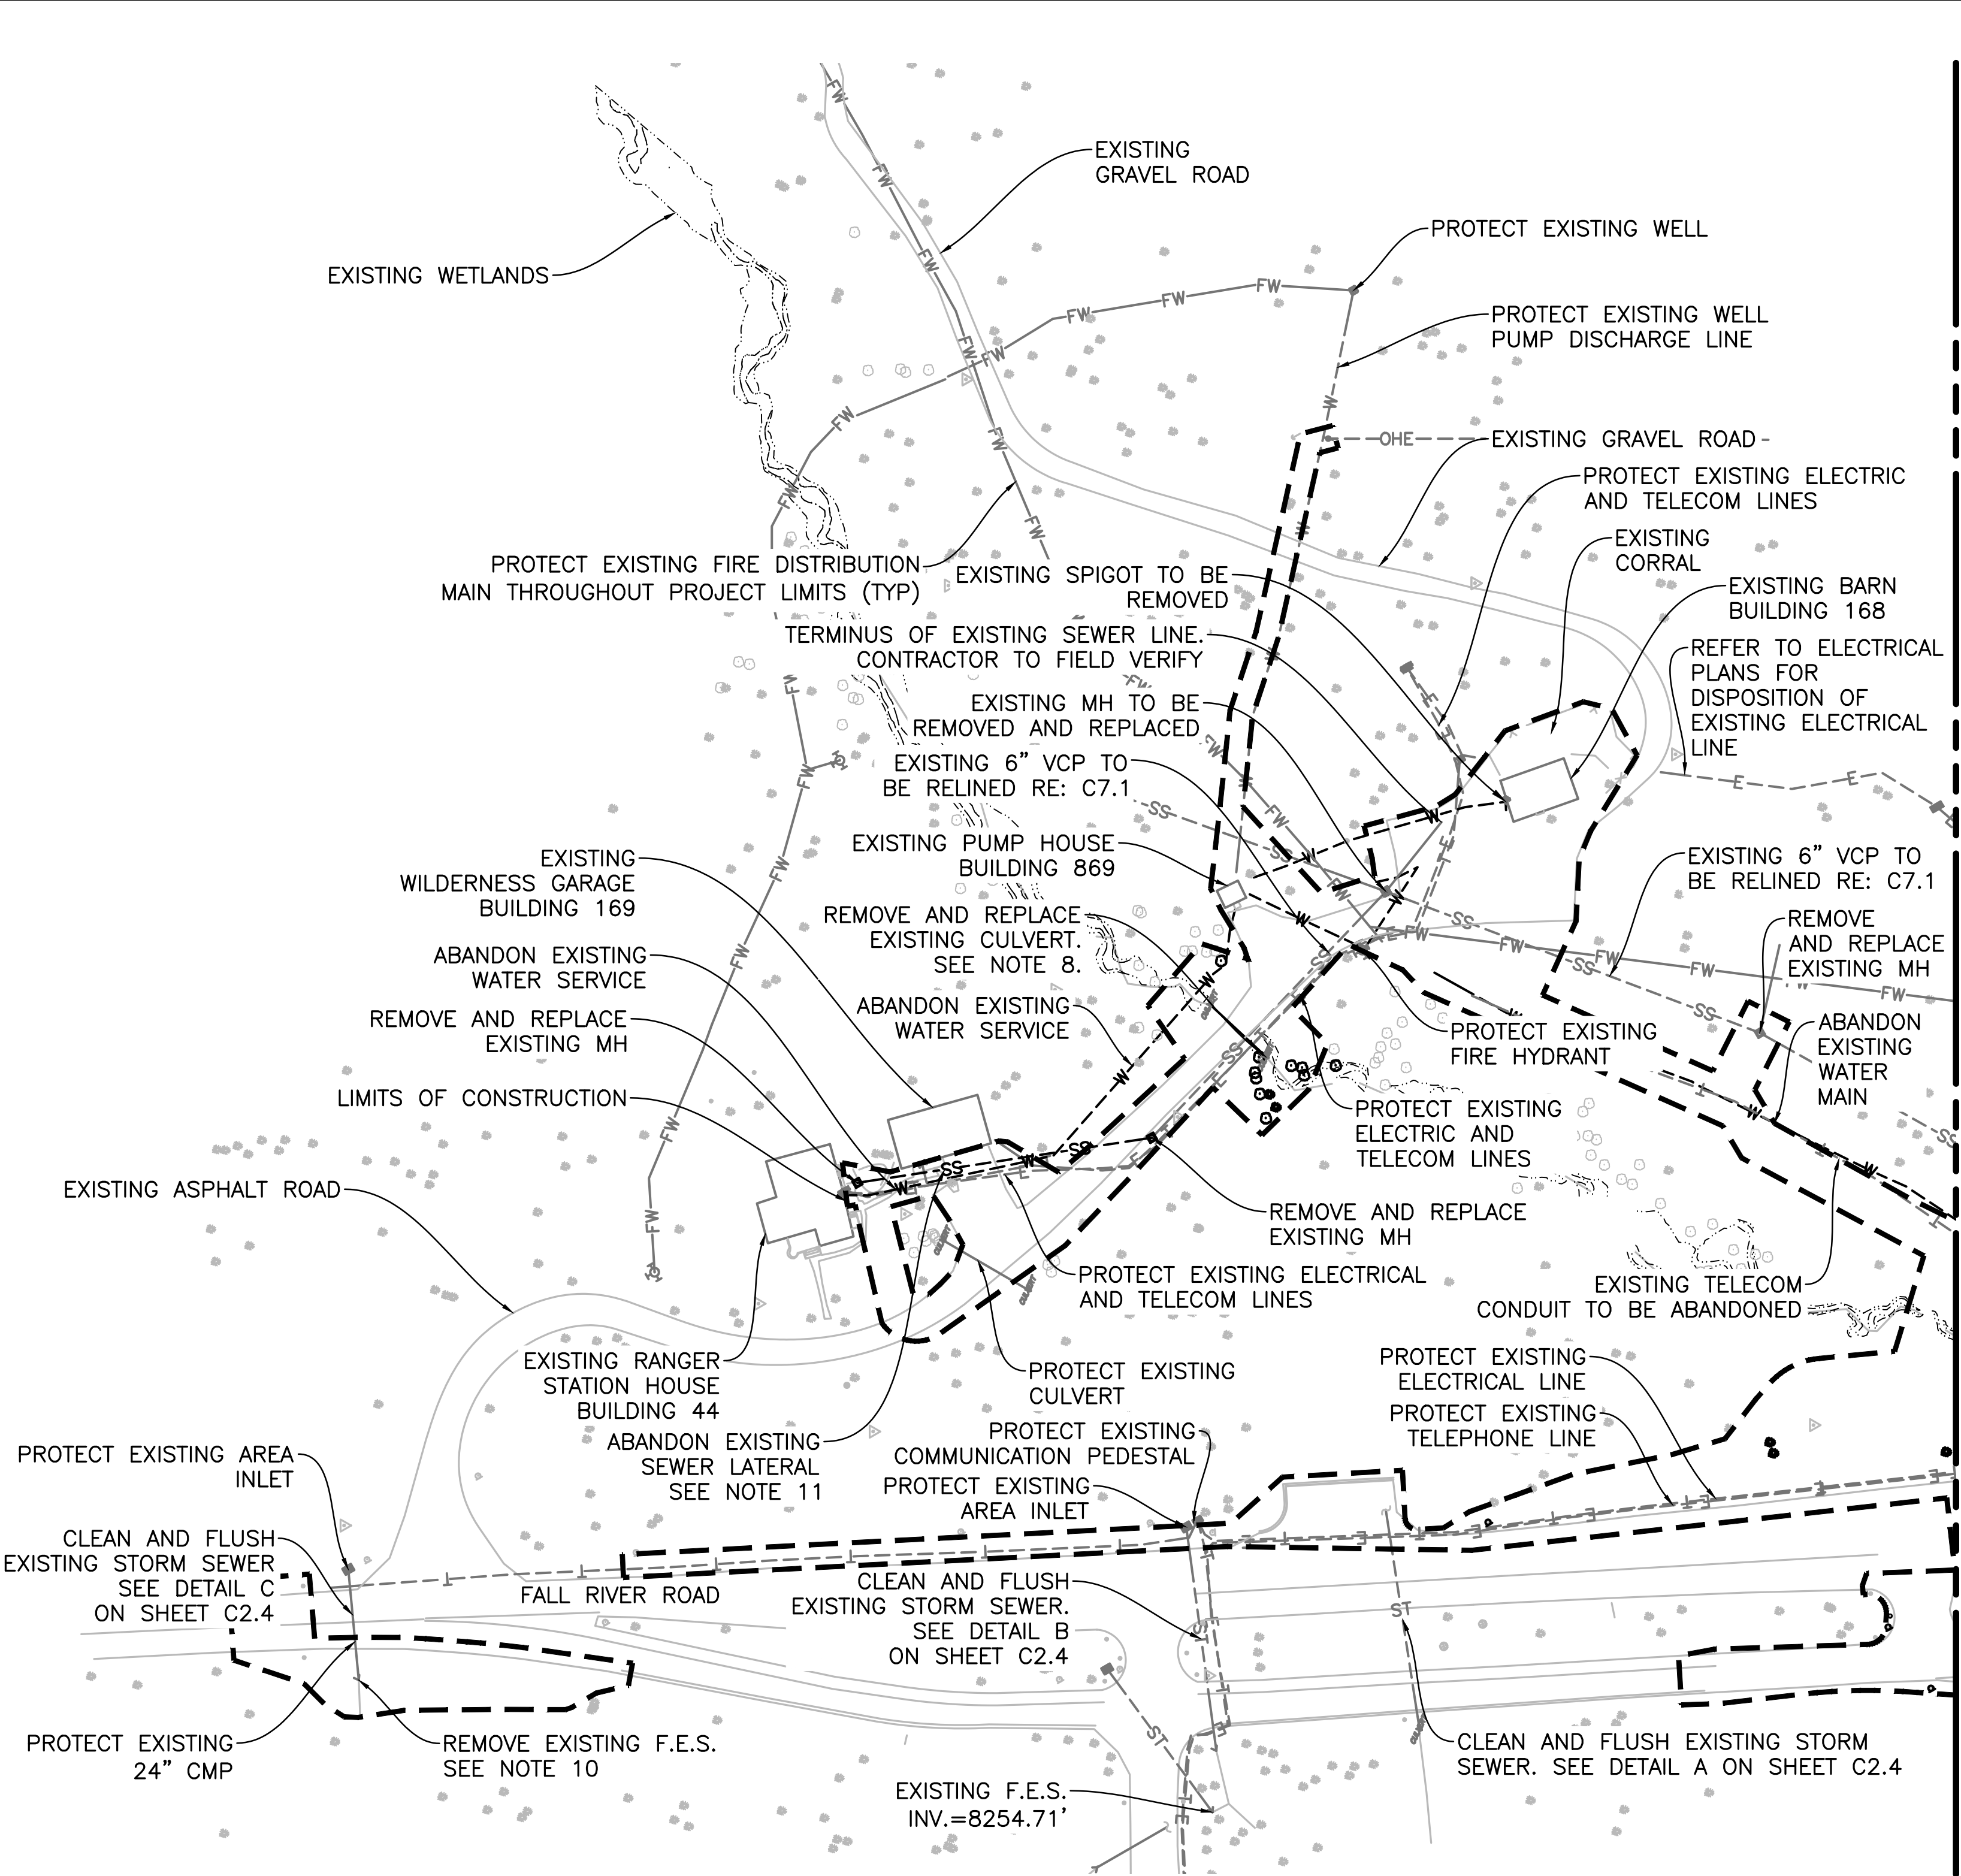 EXISTING
GRAVEL ROAD
PROTECT EXISTING WELL
EXISTING WETLANDS
PROTECT EXISTING WELL
PUMP DISCHARGE LINE
EXISTING GRAVEL ROAD
OHE
PROTECT EXISTING ELECTRIC
AND TELECOM LINES
EXISTING
CORRAL
PROTECT EXISTING FIRE DISTRIBUTION
MAIN THROUGHOUT PROJECT LIMITS (TYP)
EXISTING SPIGOT TO BE
REMOVED
EXISTING BARN
BUILDING 168
TERMINUS OF EXISTING SEWER LINE.
CONTRACTOR TO FIELD VERIFY
REFER TO ELECTRICAL
PLANS FOR
DISPOSITION OF
EXISTING ELECTRICAL
LINE
EXISTING MH TO BE
REMOVED AND REPLACED
EXISTING 6" VCP TO
BE RELINED RE: C7.1
EXISTING PUMP HOUSE
BUILDING 869
EXISTING
WILDERNESS GARAGE
BUILDING 169
EXISTING 6" VCP TO
BE RELINED RE: C7.1
REMOVE AND REPLACE
EXISTING CULVERT.
SEE NOTE 8.
REMOVE
AND REPLACE
EXISTING MH
ABANDON EXISTING
WATER SERVICE
ABANDON EXISTING
WATER SERVICE
REMOVE AND REPLACE
EXISTING MH
PROTECT EXISTING
FIRE HYDRANT
ABANDON
EXISTING
WATER
MAIN
LIMITS OF CONSTRUCTION
PROTECT EXISTING
ELECTRIC AND
TELECOM LINES
EXISTING ASPHALT ROAD
REMOVE AND REPLACE
EXISTING MH
PROTECT EXISTING ELECTRICAL
AND TELECOM LINES
EXISTING TELECOM
CONDUIT TO BE ABANDONED
EXISTING RANGER
STATION HOUSE
BUILDING 44
PROTECT EXISTING
CULVERT
PROTECT EXISTING
ELECTRICAL LINE
PROTECT EXISTING
TELEPHONE LINE
ABANDON EXISTING
SEWER LATERAL
SEE NOTE 11
PROTECT EXISTING
COMMUNICATION PEDESTAL
PROTECT EXISTING
AREA INLET
PROTECT EXISTING AREA
INLET
CLEAN AND FLUSH
EXISTING STORM SEWER
SEE DETAIL C
ON SHEET C2.4
FALL RIVER ROAD
CLEAN AND FLUSH
EXISTING STORM SEWER.
SEE DETAIL B
ON SHEET C2.4
PROTECT EXISTING
24" CMP
REMOVE EXISTING F.E.S.
SEE NOTE 10
CLEAN AND FLUSH EXISTING STORM
SEWER. SEE DETAIL A ON SHEET C2.4
EXISTING F.E.S.
INV.=8254.71'